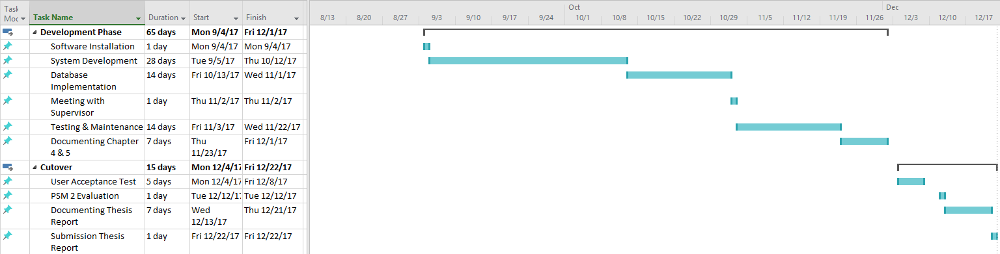 Task Mod Task Name Duration Start Finish
Oct Dec
8/13 8/20 8/27 9/3 9/10 9/17 9/24 10/1 10/8 10/15 10/22 10/29 11/5 11/12 11/19 11/26 12/3 12/10 12/17
Development Phase 65 days Mon 9/4/17 Fri 12/1/17
Software Installation 1 day Mon 9/4/17 Mon 9/4/17
System Development 28 days Tue 9/5/17 Thu 10/12/17
Database 14 days Fri 10/13/17 Wed 11/1/17
Implementation
Meeting with 1 day Thu 11/2/17 Thu 11/2/17
Supervisor
Testing & Maintenance 14 days Fri 11/3/17 Wed 11/22/17
Documenting Chapter 7 days Thu Fri 12/1/17
4 & 5 11/23/17
Cutover 15 days Mon 12/4/17 Fri 12/22/17
User Acceptance Test 5 days Mon 12/4/17 Fri 12/8/17
PSM 2 Evaluation 1 day Tue 12/12/17 Tue 12/12/17
Documenting Thesis 7 days Wed Thu 12/21/17
Report 12/13/17
Submission Thesis 1 day Fri 12/22/17 Fri 12/22/17
Report